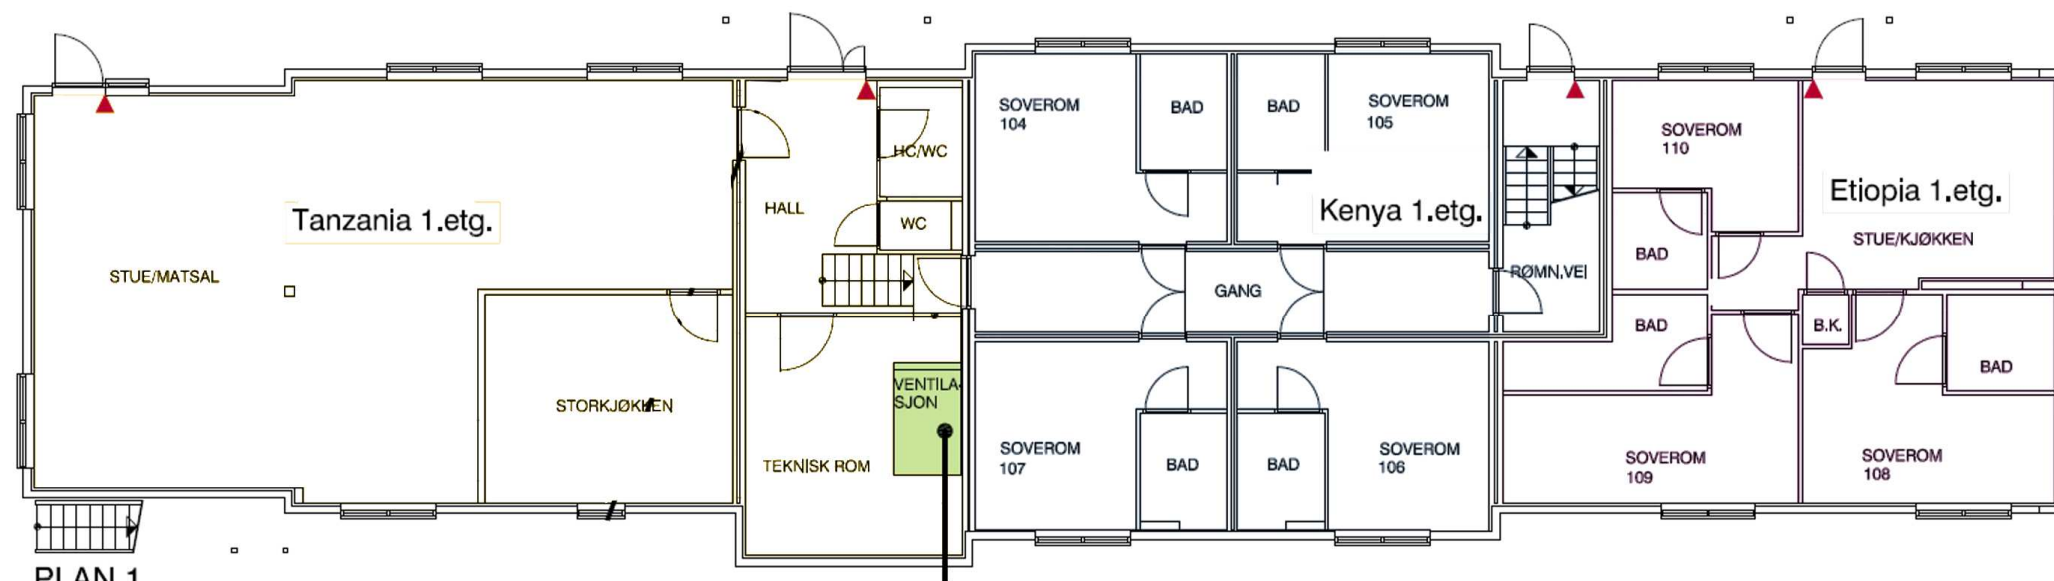 Tanzania 1.etg.
STUE/MATSAL
STORKJØKKEN
HALL
HC/WC
WC
TEKNISK ROM
VENTILA-
SJON
SOVEROM
104
BAD
BAD
SOVEROM
105
Kenya 1.etg.
GANG
SOVEROM
107
BAD
BAD
SOVEROM
106
RØMN.VEI
SOVEROM
110
Etiopia 1.etg.
STUE/KJØKKEN
BAD
BAD
B.K.
BAD
SOVEROM
109
SOVEROM
108
PLAN 1